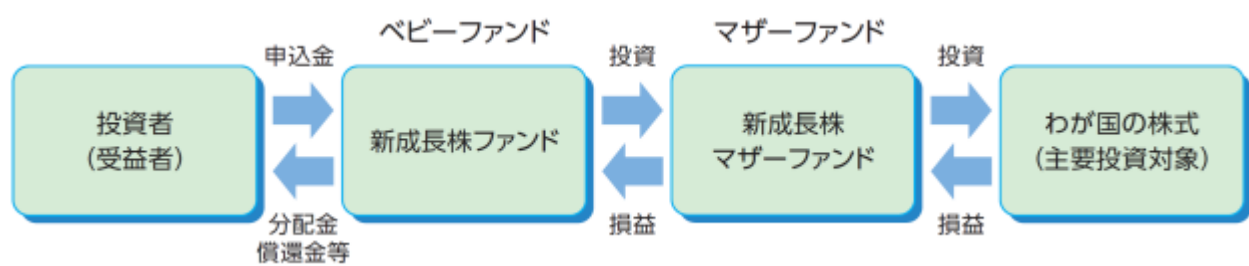 ベビーファンド
マザーファンド
申込金
投資
投資
投資者
(受益者)
新成長株ファンド
新成長株
マザーファンド
わが国の株式
(主要投資対象)
分配金
償還金等
損益
損益